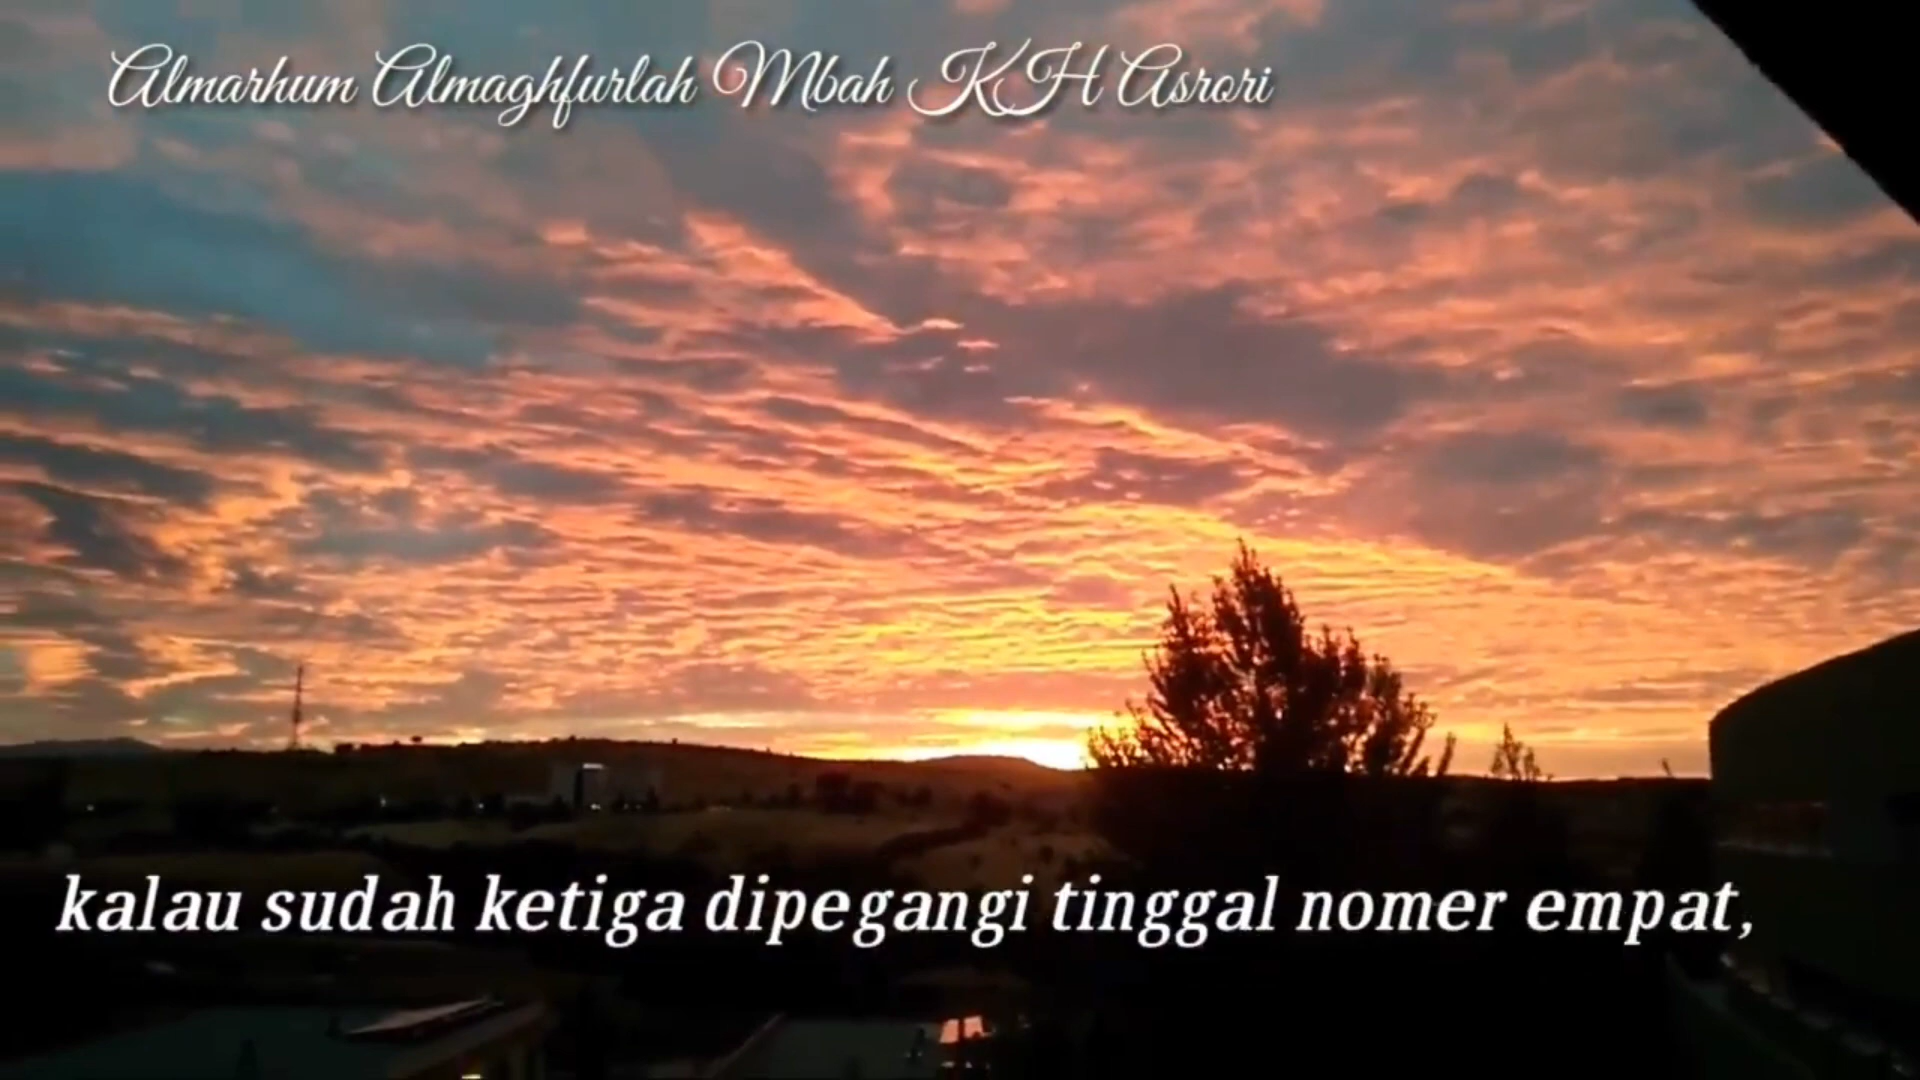 Almarhum Almaghfurlah Mbah KH Asrori
kalau sudah ketiga dipegangi tinggal nomer empat,